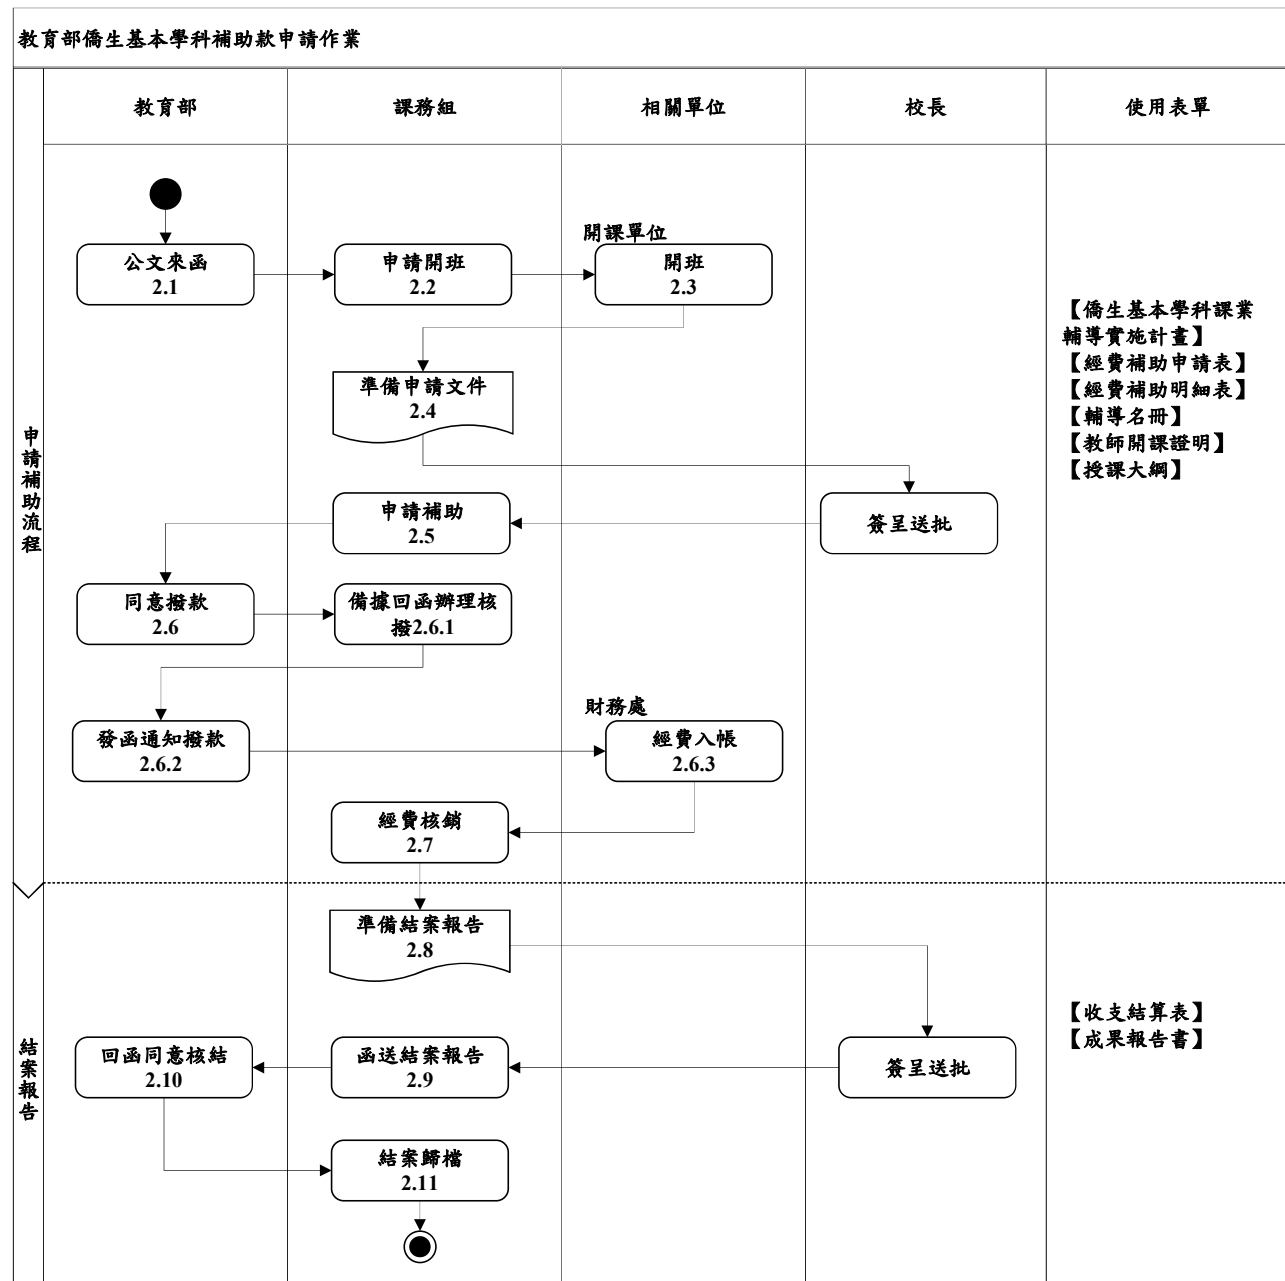 教育部僑生基本學科補助款申請作業
教育部
課務組
相關單位
校長
使用表單
申請補助流程
公文來函
2.1
申請開班
2.2
開課單位
開班
2.3
準備申請文件
2.4
簽呈送批
申請補助
2.5
同意撥款
2.6
備據回函辦理核
撥2.6.1
發函通知撥款
2.6.2
財務處
經費入帳
2.6.3
經費核銷
2.7
【僑生基本學科課業
輔導實施計畫】
【經費補助申請表】
【經費補助明細表】
【輔導名冊】
【教師開課證明】
【授課大綱】
結案報告
準備結案報告
2.8
簽呈送批
函送結案報告
2.9
回函同意核結
2.10
結案歸檔
2.11
【收支結算表】
【成果報告書】